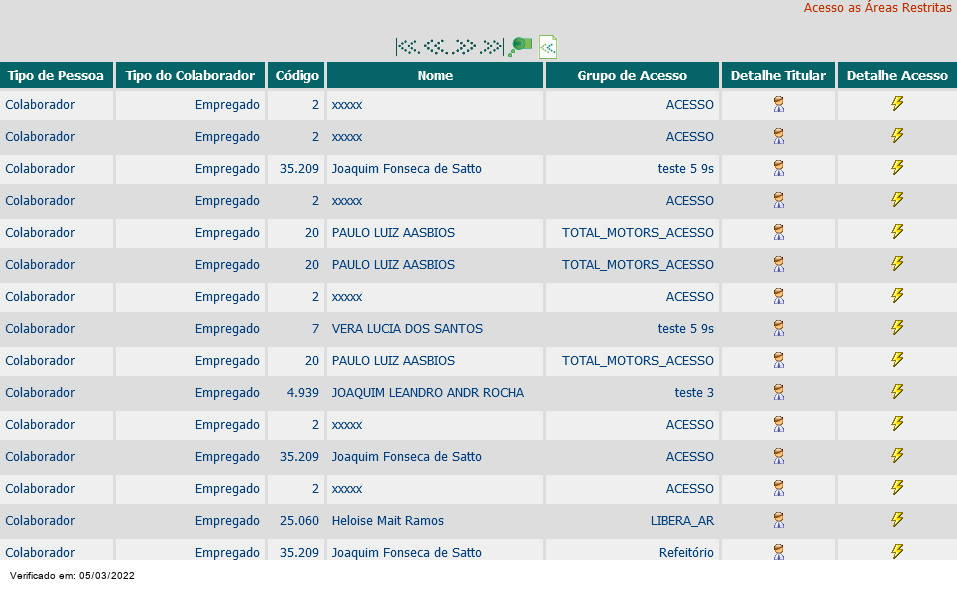 Acesso as Áreas Restritas
Tipo de Pessoa Tipo do Colaborador Código Nome Grupo de Acesso Detalhe Titular Detalhe Acesso
Colaborador Empregado 2 xxxxx ACESSO
Colaborador Empregado 2 xxxxx ACESSO
Colaborador Empregado 35.209 Joaquim Fonseca de Satto teste 5 9s
Colaborador Empregado 2 xxxxx ACESSO
Colaborador Empregado 20 PAULO LUIZ AASBIOS TOTAL_MOTORS_ACESSO
Colaborador Empregado 20 PAULO LUIZ AASBIOS TOTAL_MOTORS_ACESSO
Colaborador Empregado 2 xxxxx ACESSO
Colaborador Empregado 7 VERA LUCIA DOS SANTOS teste 5 9s
Colaborador Empregado 20 PAULO LUIZ AASBIOS TOTAL_MOTORS_ACESSO
Colaborador Empregado 4.939 JOAQUIM LEANDRO ANDR ROCHA teste 3
Colaborador Empregado 2 xxxxx ACESSO
Colaborador Empregado 35.209 Joaquim Fonseca de Satto ACESSO
Colaborador Empregado 2 xxxxx ACESSO
Colaborador Empregado 25.060 Heloise Mait Ramos LIBERA_AR
Colaborador Empregado 35.209 Joaquim Fonseca de Satto Refeitório
Verificado em: 05/03/2022